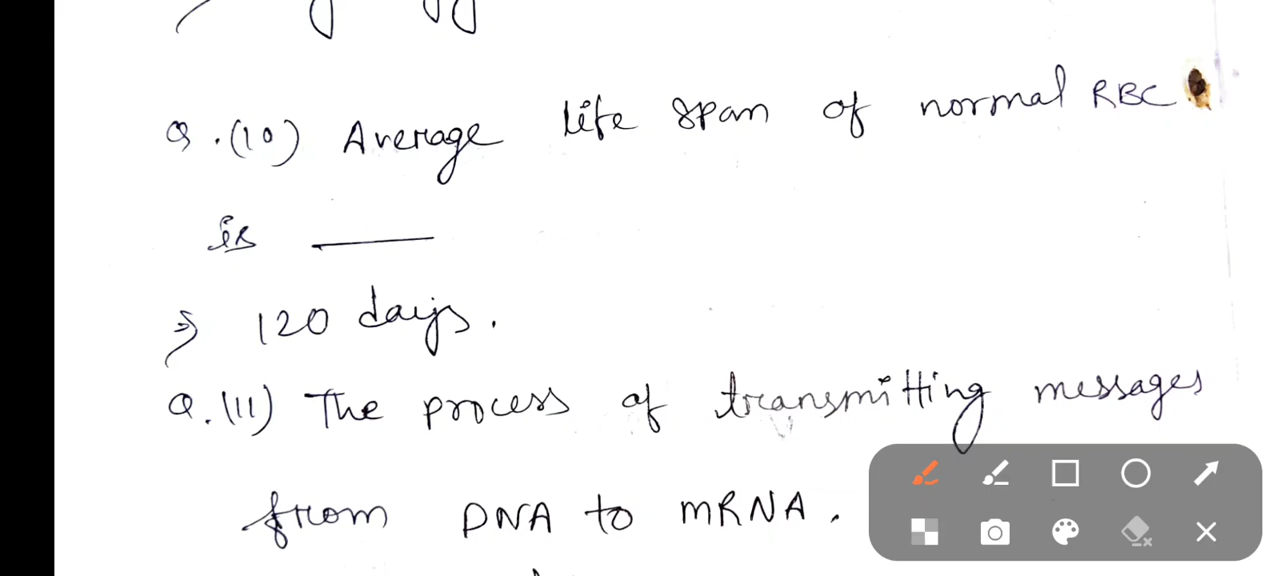 Q.(10) Average life span of normal RBC
is ______
⇒ 120 days.
Q.(11) The process of transmitting messages
from DNA to mRNA.